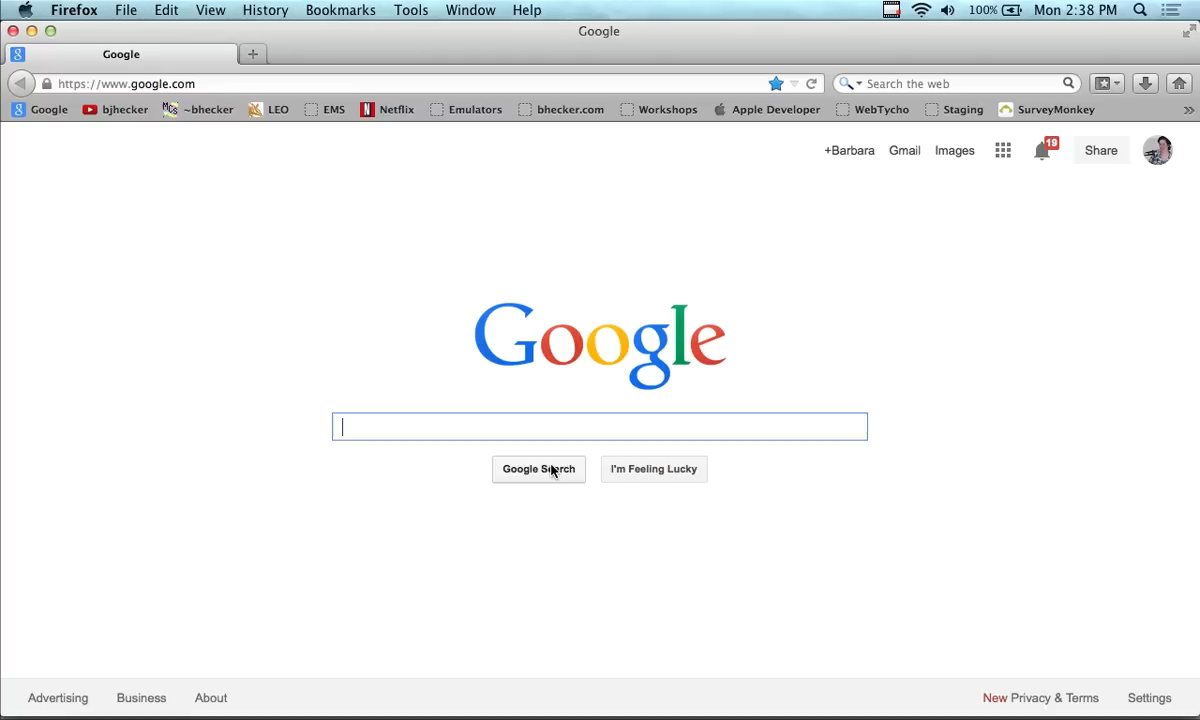 Firefox File Edit View History Bookmarks Tools Window Help 100% Mon 2:38 PM
Google
Google
https://www.google.com Search the web
Google bjhecker ~bhecker LEO EMS Netflix Emulators bhecker.com Workshops Apple Developer WebTycho Staging SurveyMonkey
+Barbara Gmail Images 19 Share
Google
Google Search I'm Feeling Lucky
Advertising Business About New Privacy & Terms Settings